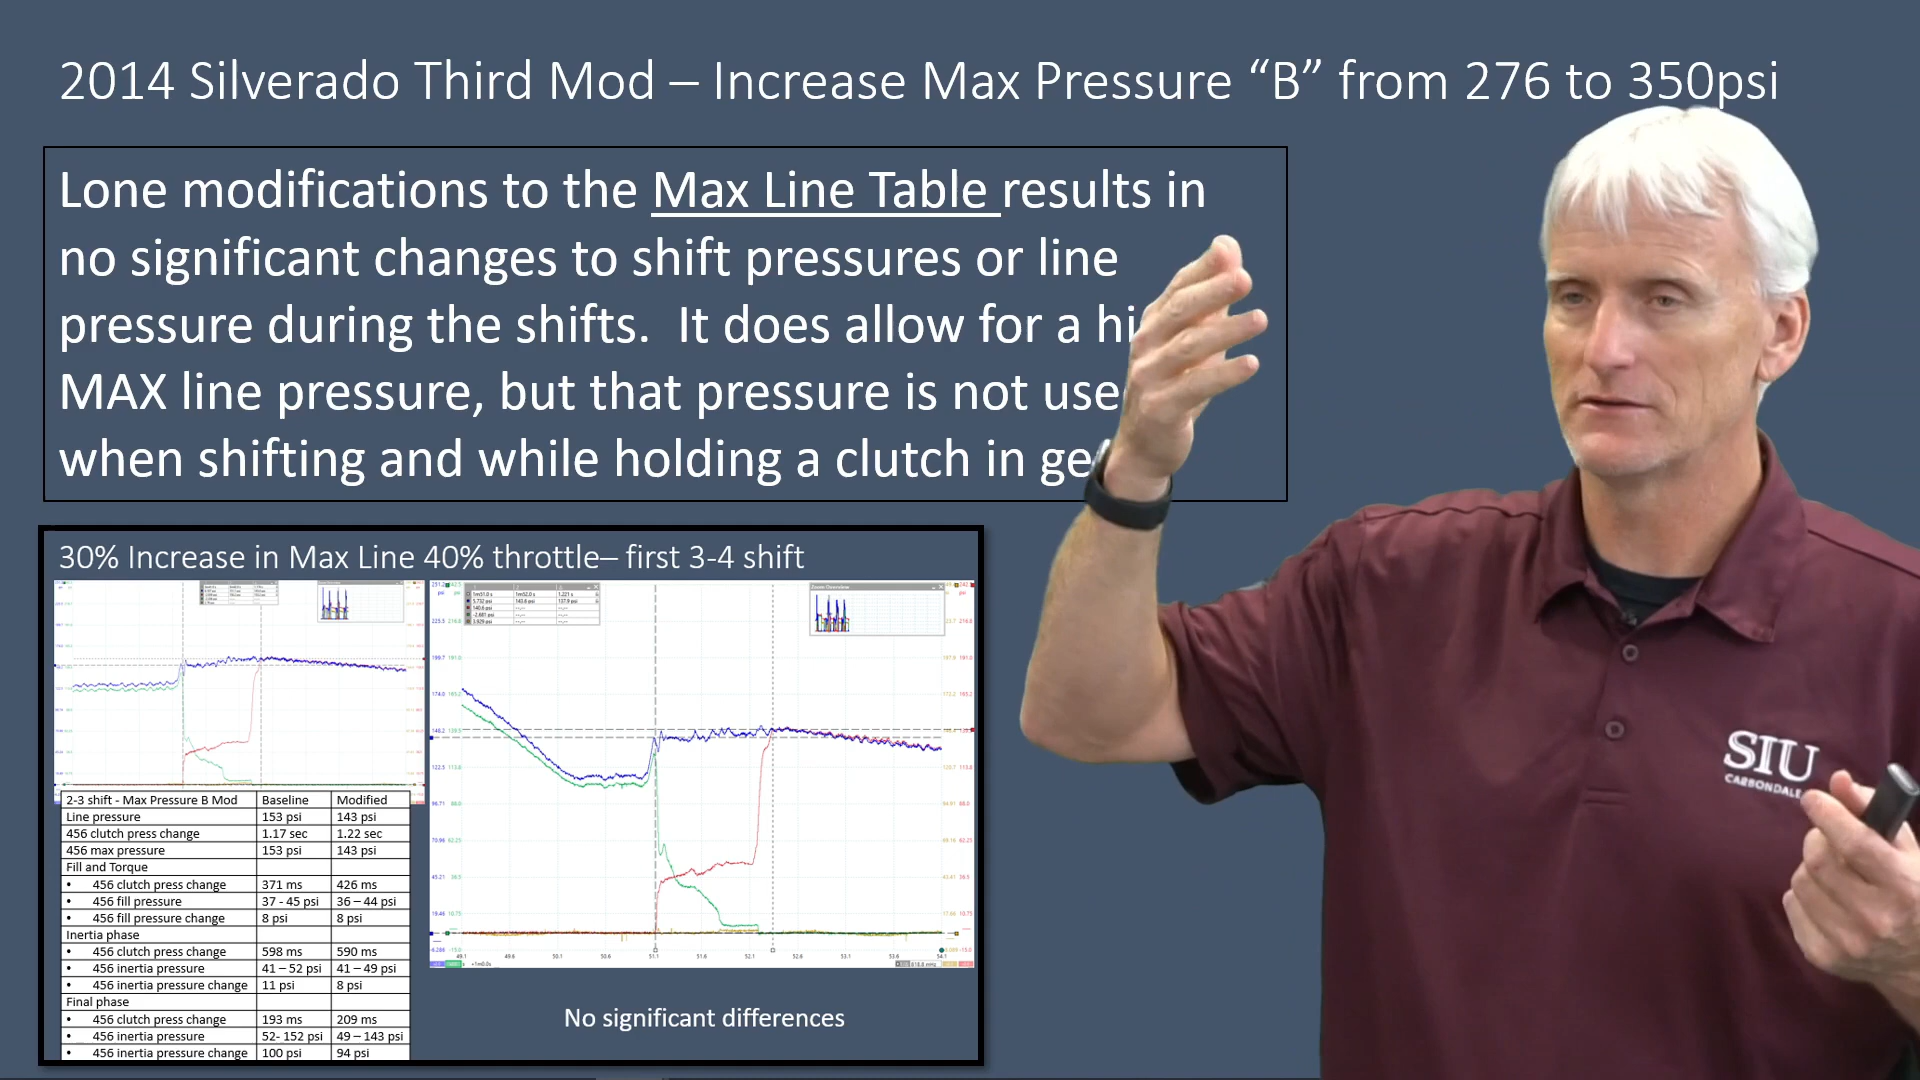 2014 Silverado Third Mod – Increase Max Pressure “B” from 276 to 350psi
Lone modifications to the Max Line Table results in
no significant changes to shift pressures or line
pressure during the shifts. It does allow for a
MAX line pressure, but that pressure is not
when shifting and while holding a clutch in
30% Increase in Max Line 40% throttle– first 3-4 shift
2-3 shift - Max Pressure B Mod Baseline Modified
Line pressure 153 psi 143 psi
456 clutch press change 1.17 sec 1.22 sec
456 max pressure 153 psi 143 psi
Fill and Torque
• 456 clutch press change 371 ms 426 ms
• 456 fill pressure 37 - 45 psi 36 – 44 psi
• 456 fill pressure change 8 psi 8 psi
Inertia phase
• 456 clutch press change 598 ms 590 ms
• 456 inertia pressure 41 – 52 psi 41 – 49 psi
• 456 inertia pressure change 11 psi 8 psi
Final phase
• 456 clutch press change 193 ms 209 ms
• 456 inertia pressure 52- 152 psi 49 – 143 psi
• 456 inertia pressure change 100 psi 94 psi
No significant differences
SIU
CARBONDALE